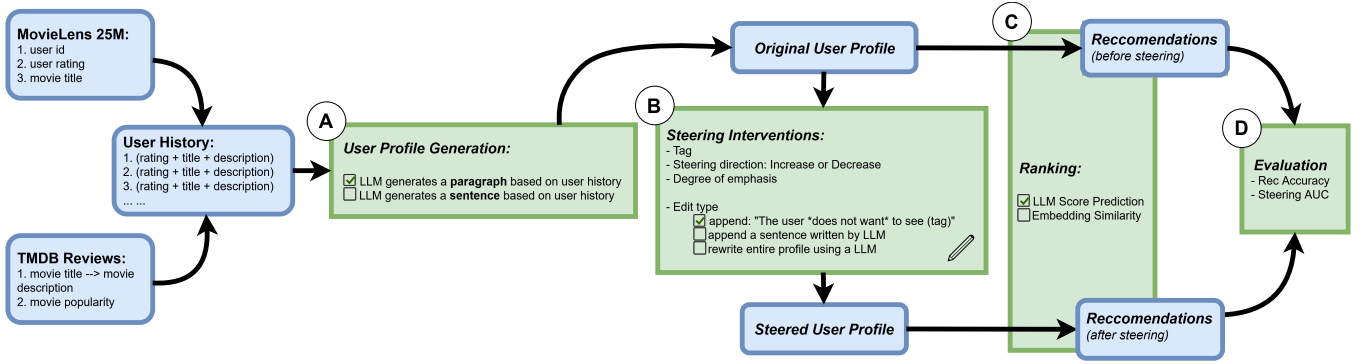 MovieLens 25M:
1. user id
2. user rating
3. movie title
User History:
1. (rating + title + description)
2. (rating + title + description)
3. (rating + title + description)
... ...
TMDB Reviews:
1. movie title --> movie
description
2. movie popularity
A
User Profile Generation:
LLM generates a paragraph based on user history
LLM generates a sentence based on user history
Original User Profile
B
Steering Interventions:
- Tag
- Steering direction: Increase or Decrease
- Degree of emphasis
- Edit type
append: "The user *does not want* to see (tag)"
append a sentence written by LLM
rewrite entire profile using a LLM
Steered User Profile
C
Reccomendations
(before steering)
Ranking:
LLM Score Prediction
Embedding Similarity
Reccomendations
(after steering)
D
Evaluation
- Rec Accuracy
- Steering AUC